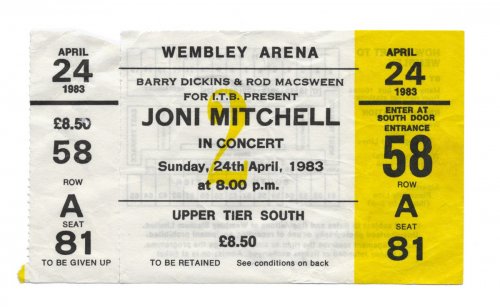 APRIL
24
1983
£8.50
58
ROW
A
SEAT
81
TO BE GIVEN UP
WEMBLEY ARENA
BARRY DICKINS & ROD MACSWEEN
FOR I.T.B. PRESENT
JONI MITCHELL
IN CONCERT
Sunday, 24th April, 1983
at 8.00 p.m.
2
UPPER TIER SOUTH
£8.50
TO BE RETAINED See conditions on back
APRIL
24
1983
ENTER AT
SOUTH DOOR
ENTRANCE
58
ROW
A
SEAT
81